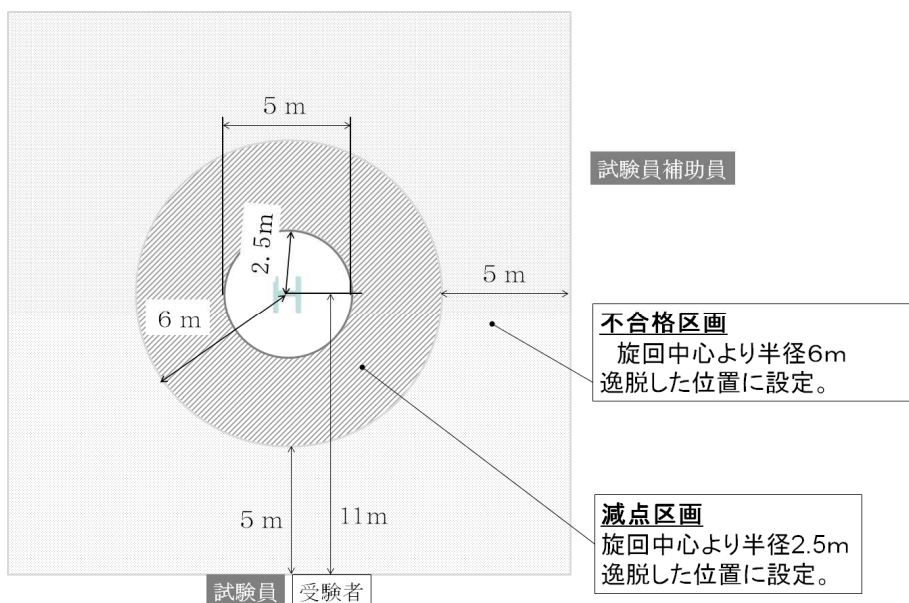 5 m
試験員補助員
2. 5m
H
5 m
6 m
不合格区画
旋回中心より半径6m
逸脱した位置に設定。
減点区画
旋回中心より半径2.5m
逸脱した位置に設定。
5 m
11m
試験員
受験者